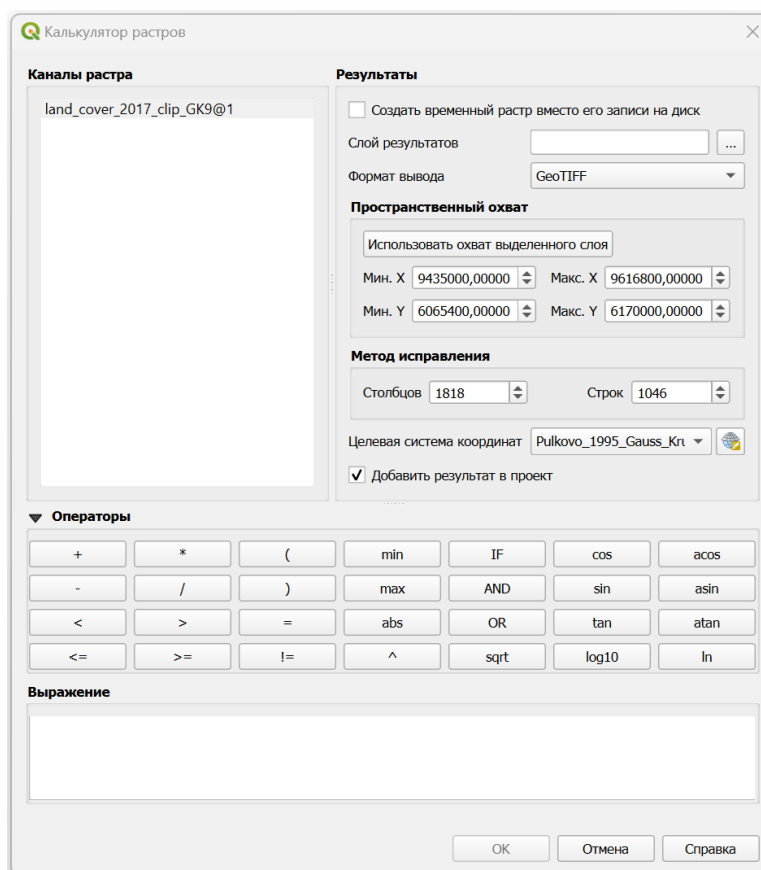 Калькулятор растров
Каналы растра
land_cover_2017_clip_GK9@1
Результаты
Создать временный растр вместо его записи на диск
Слой результатов
...
Формат вывода GeoTIFF
Пространственный охват
Использовать охват выделенного слоя
Мин. X 9435000,00000 Макс. X 9616800,00000
Мин. Y 6065400,00000 Макс. Y 6170000,00000
Метод исправления
Столбцов 1818 Строк 1046
Целевая система координат Pulkovo_1995_Gauss_Kru
Добавить результат в проект
Операторы
+ * ( min IF cos acos
- / ) max AND sin asin
< > = abs OR tan atan
<= >= != ^ sqrt log10 ln
Выражение
OK Отмена Справка